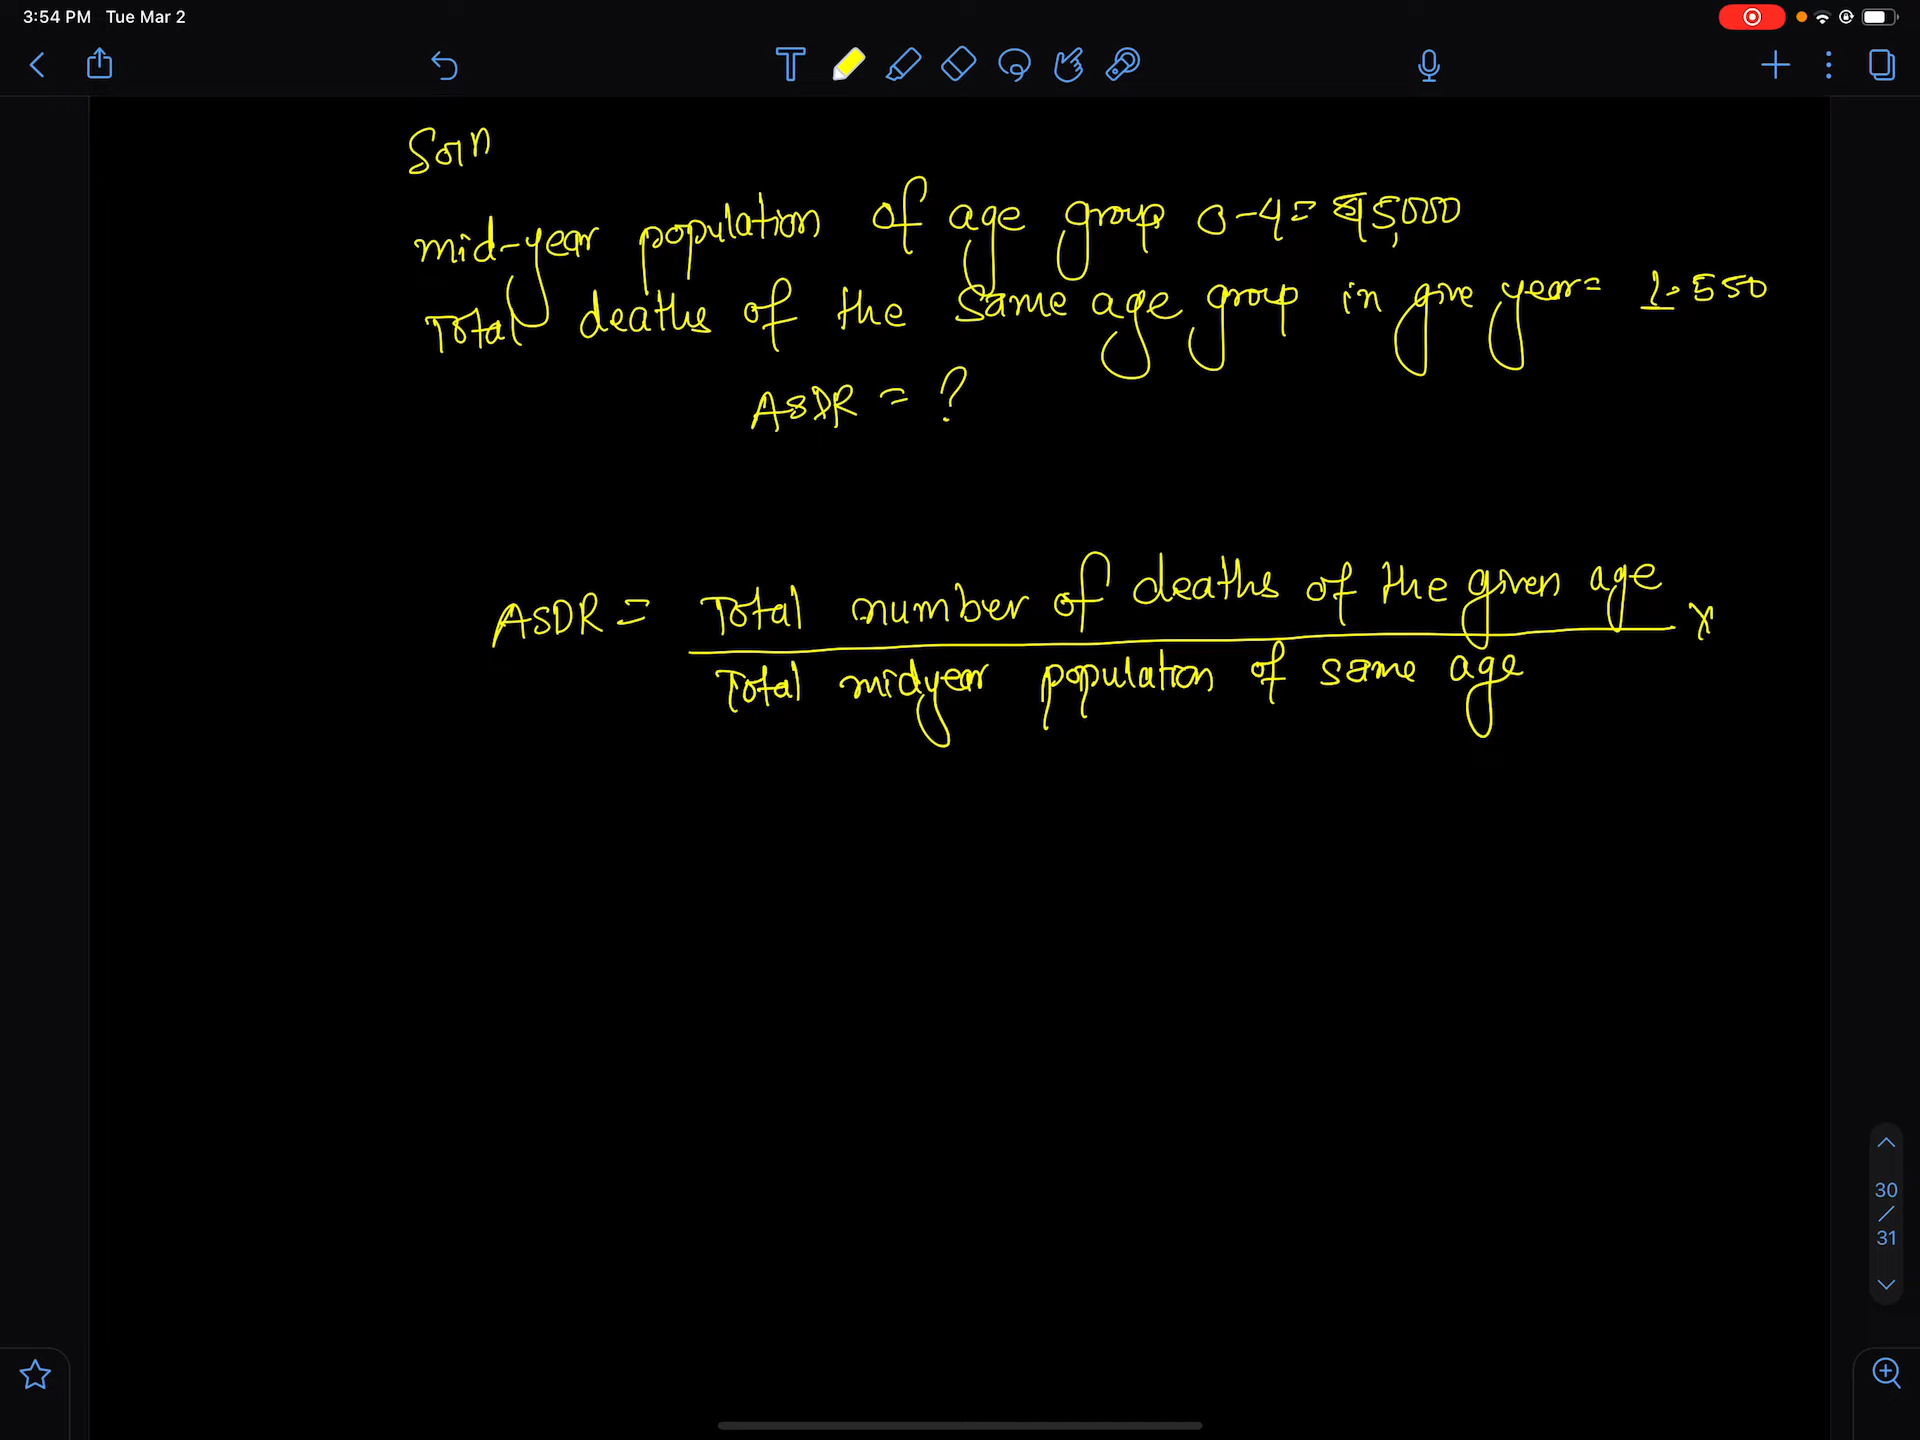 3:54 PM Tue Mar 2
Soln
mid-year population of age group 0-4= 45,000
Total deaths of the same age group in give year=
ASDR = ?
ASDR = Total number of deaths of the given age x
Total midyear population of same age
30
/
31